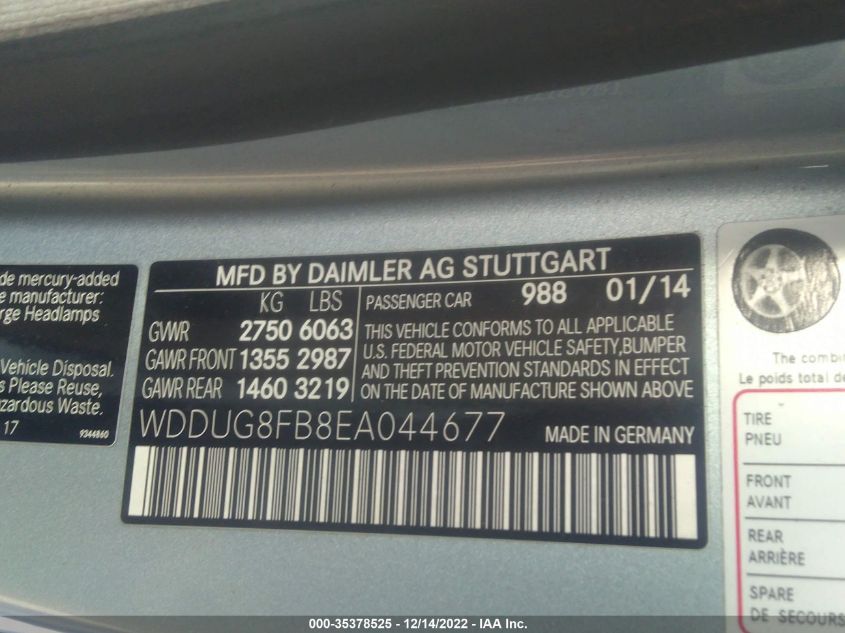 MFD BY DAIMLER AG STUTTGART
KG LBS
GVWR 2750 6063
GAWR FRONT 1355 2987
GAWR REAR 1460 3219
PASSENGER CAR 988 01/14
THIS VEHICLE CONFORMS TO ALL APPLICABLE
U.S. FEDERAL MOTOR VEHICLE SAFETY,BUMPER
AND THEFT PREVENTION STANDARDS IN EFFECT
ON THE DATE OF MANUFACTURE SHOWN ABOVE
WDDUG8FB8EA044677 MADE IN GERMANY
de mercury-added
e manufacturer:
rge Headlamps
Vehicle Disposal.
s Please Reuse,
azardous Waste.
17 9344860
The combi
Le poids total de
TIRE
PNEU
FRONT
AVANT
REAR
ARRIÈRE
SPARE
DE SECOURS
000-35378525 - 12/14/2022 - IAA Inc.